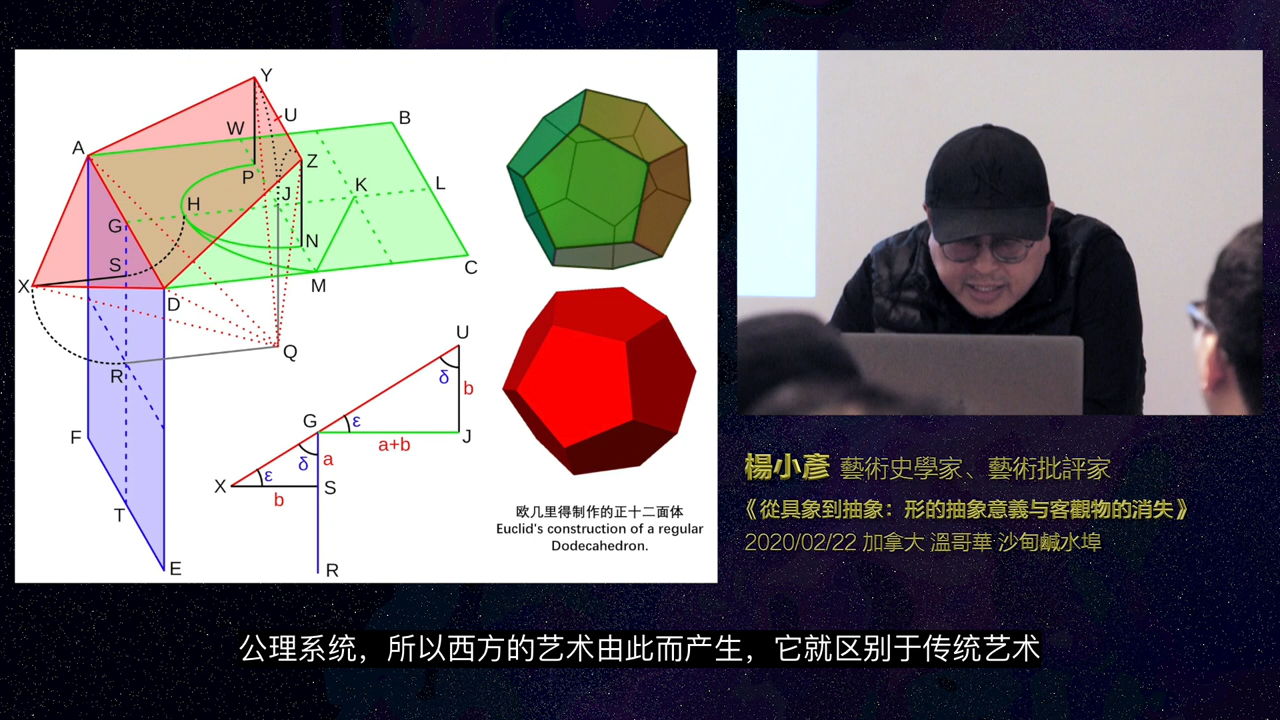 Y
U
W
B
A
Z
P
J
K
L
H
G
N
S
C
X
D
M
Q
R
F
T
E
U
δ
b
G
ε
a+b
J
δ
a
X
ε
b
S
R
欧几里得制作的正十二面体
Euclid's construction of a regular
Dodecahedron.
楊小彥 藝術史學家、藝術批評家
《從具象到抽象：形的抽象意義与客觀物的消失》
2020/02/22 加拿大 溫哥華 沙甸鹹水埠
公理系统，所以西方的艺术由此而产生，它就区别于传统艺术